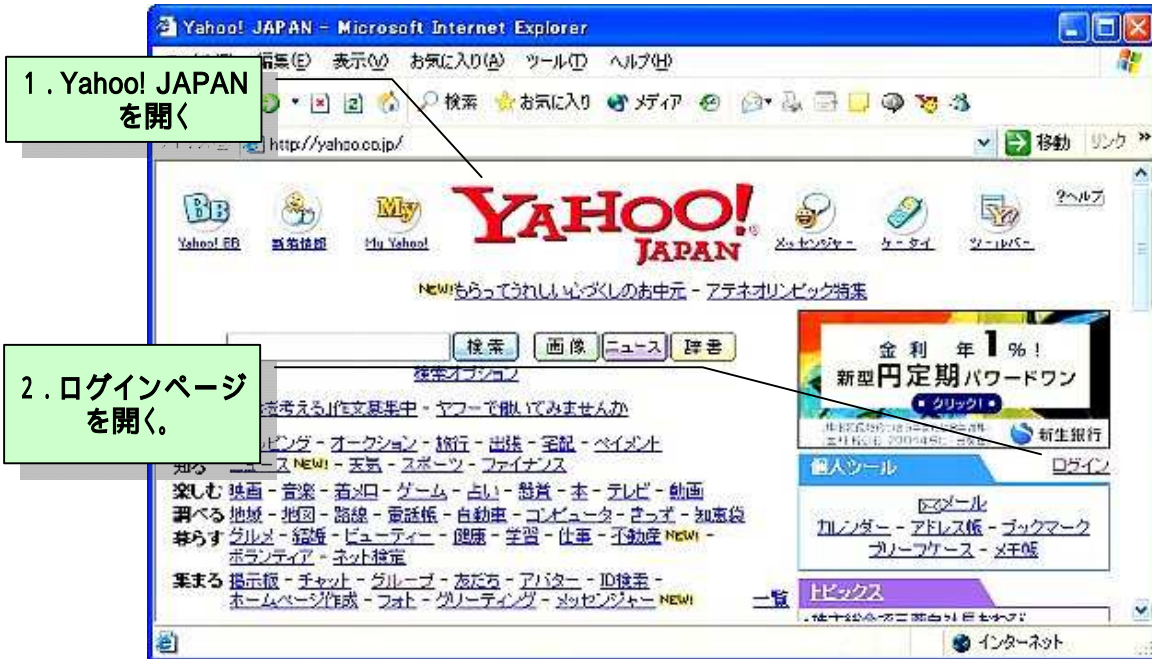 Yahoo! JAPAN - Microsoft Internet Explorer
編集(E) 表示(V) お気に入り(A) ツール(T) ヘルプ(H)
1．Yahoo! JAPAN
を開く
検索 お気に入り メディア
http://yahoo.co.jp/ 移動 リンク »
YAHOO!
JAPAN
?ヘルプ
Yahoo! BB 新着情報 My Yahoo! メッセンジャー ケータイ ツールバー
NEW!もらってうれしい心づくしのお中元 - アテネオリンピック特集
検索 画像 ニュース 辞書
検索オプション
金利 年1%!
新型円定期パワードワン
クリック!
新生銀行
2．ログインページ
を開く。
を考える」作文募集中 - ヤフーで働いてみませんか
ッピング - オークション - 旅行 - 出張 - 宅配 - ペイメント
知る ニュース NEW! - 天気 - スポーツ - ファイナンス
楽しむ 映画 - 音楽 - 着メロ - ゲーム - 占い - 懸賞 - 本 - テレビ - 動画
調べる 地域 - 地図 - 路線 - 電話帳 - 自動車 - コンピュータ - きっず - 知恵袋
暮らす グルメ - 結婚 - ビューティー - 健康 - 学習 - 仕事 - 不動産 NEW! -
ボランティア - ネット検定
集まる 掲示板 - チャット - グループ - 友だち - アバター - ID検索 -
ホームページ作成 - フォト - グリーティング - メッセンジャー NEW! 一覧
個人ツール ログイン
メール
カレンダー - アドレス帳 - ブックマーク
ブリーフケース - メモ帳
トピックス
インターネット